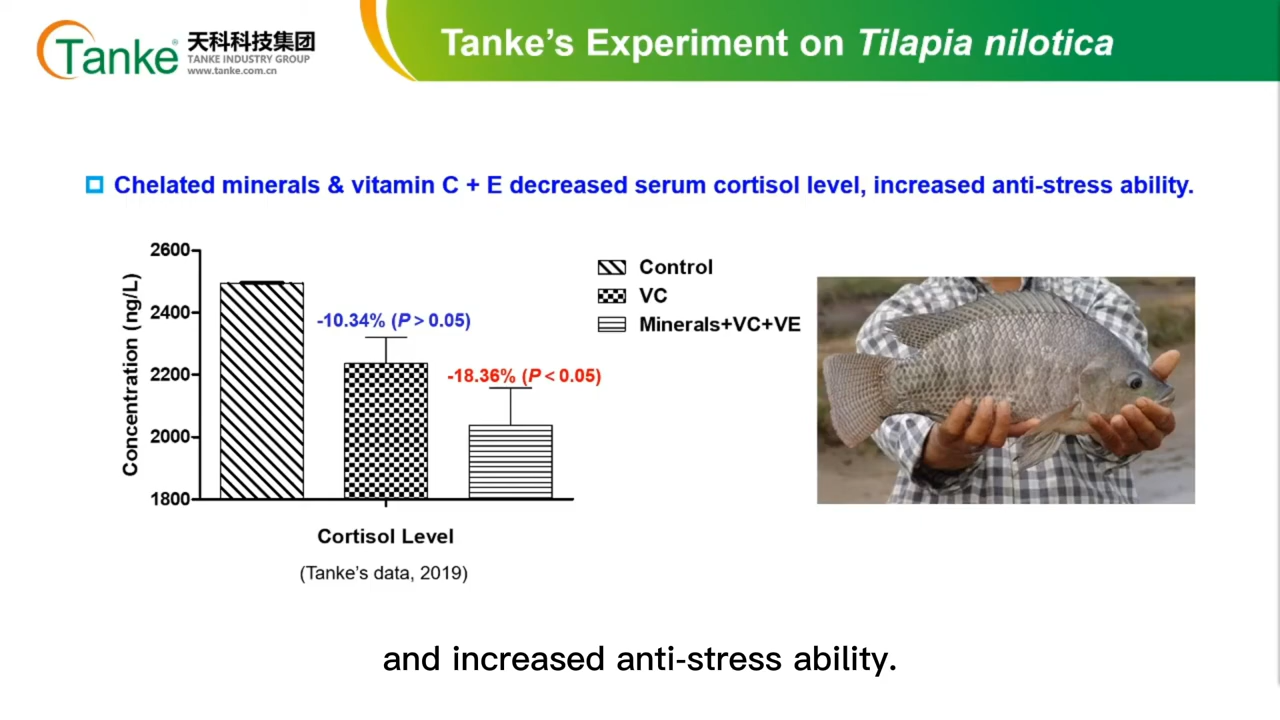 Tanke®
天科科技集团
TANKE INDUSTRY GROUP
www.tanke.com.cn
Tanke’s Experiment on Tilapia nilotica
Chelated minerals & vitamin C + E decreased serum cortisol level, increased anti-stress ability.
Concentration (ng/L)
2600
2400
2200
2000
1800
-10.34% (P > 0.05)
-18.36% (P < 0.05)
Control
VC
Minerals+VC+VE
Cortisol Level
(Tanke’s data, 2019)
and increased anti-stress ability.